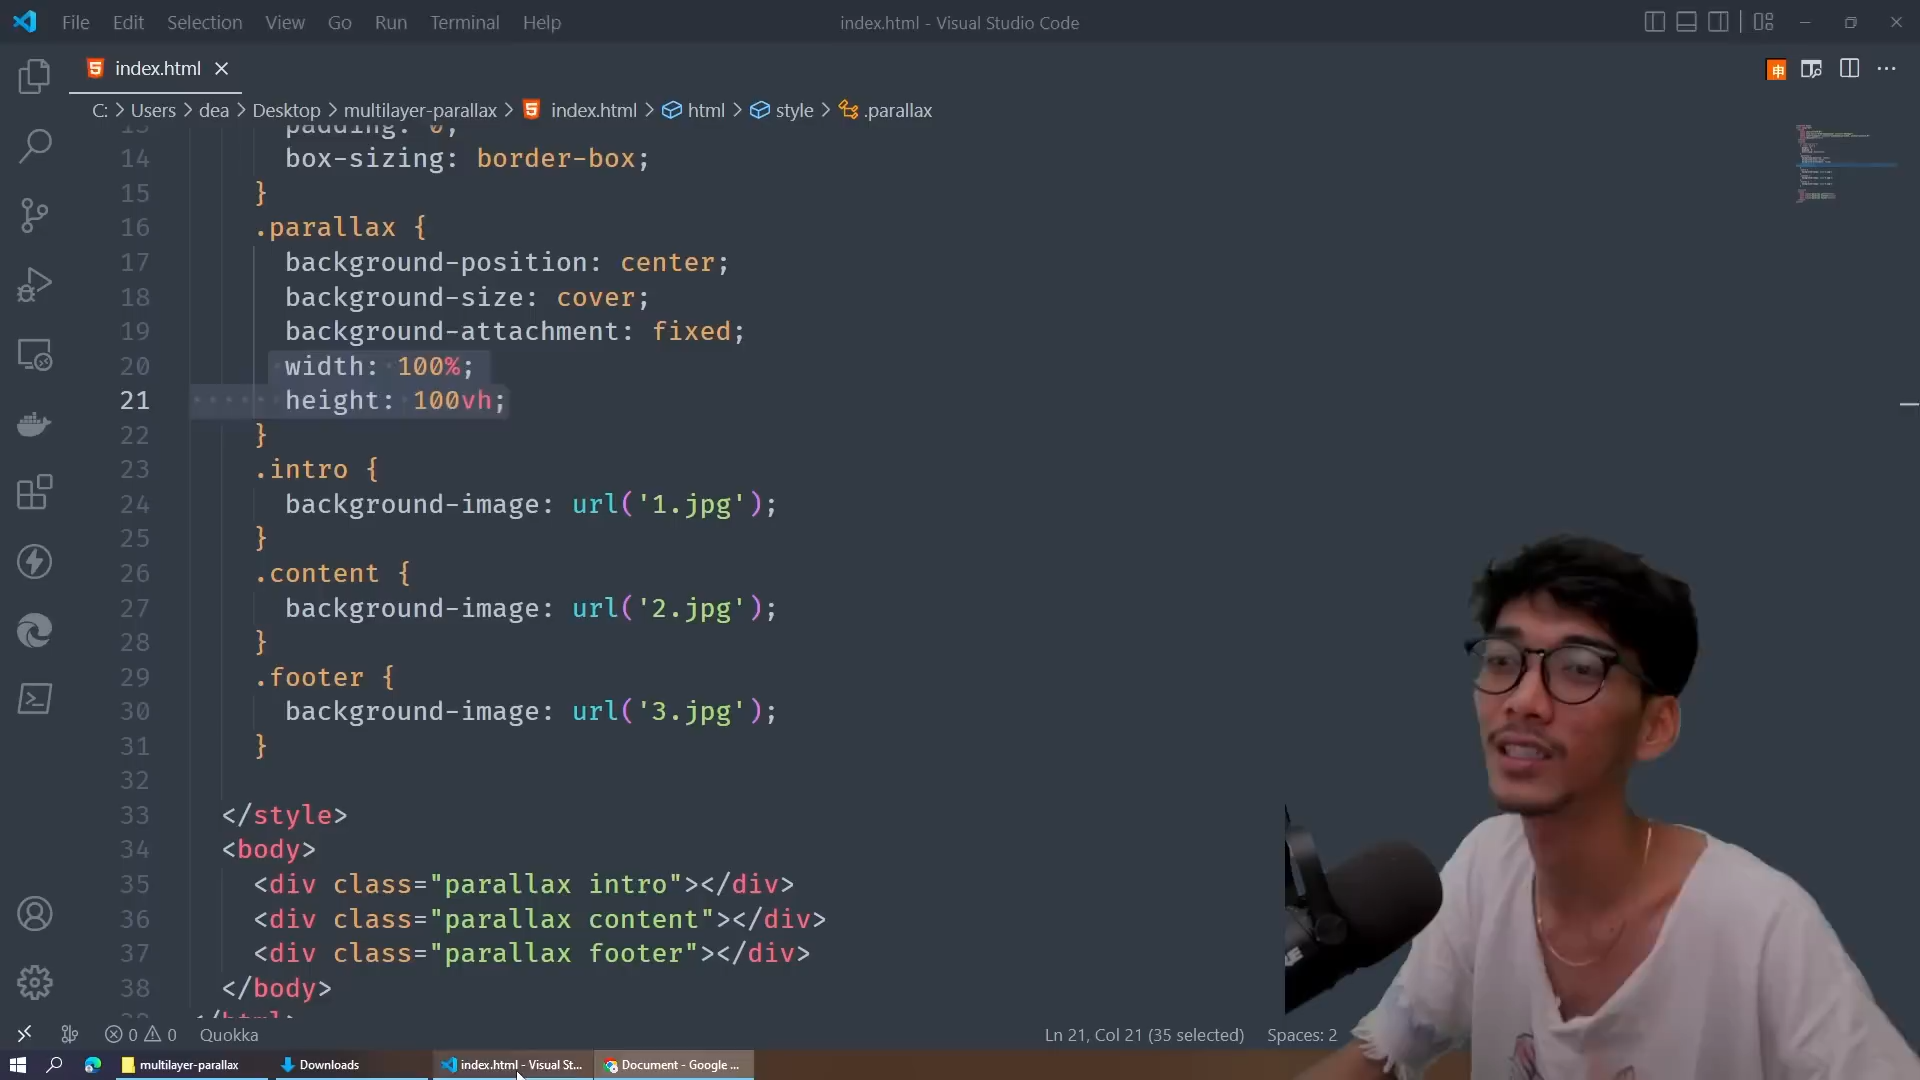 File Edit Selection View Go Run Terminal Help
index.html - Visual Studio Code
index.html
C: > Users > dea > Desktop > multilayer-parallax > index.html > html > style > .parallax
13 padding: 0;
14 box-sizing: border-box;
15 }
16 .parallax {
17 background-position: center;
18 background-size: cover;
19 background-attachment: fixed;
20 width: 100%;
21 height: 100vh;
22 }
23 .intro {
24 background-image: url('1.jpg');
25 }
26 .content {
27 background-image: url('2.jpg');
28 }
29 .footer {
30 background-image: url('3.jpg');
31 }
32
33 </style>
34 <body>
35 <div class="parallax intro"></div>
36 <div class="parallax content"></div>
37 <div class="parallax footer"></div>
38 </body>
39 </html>
0 0 Quokka
Ln 21, Col 21 (35 selected) Spaces: 2
multilayer-parallax
Downloads
index.html - Visual St...
Document - Google ...